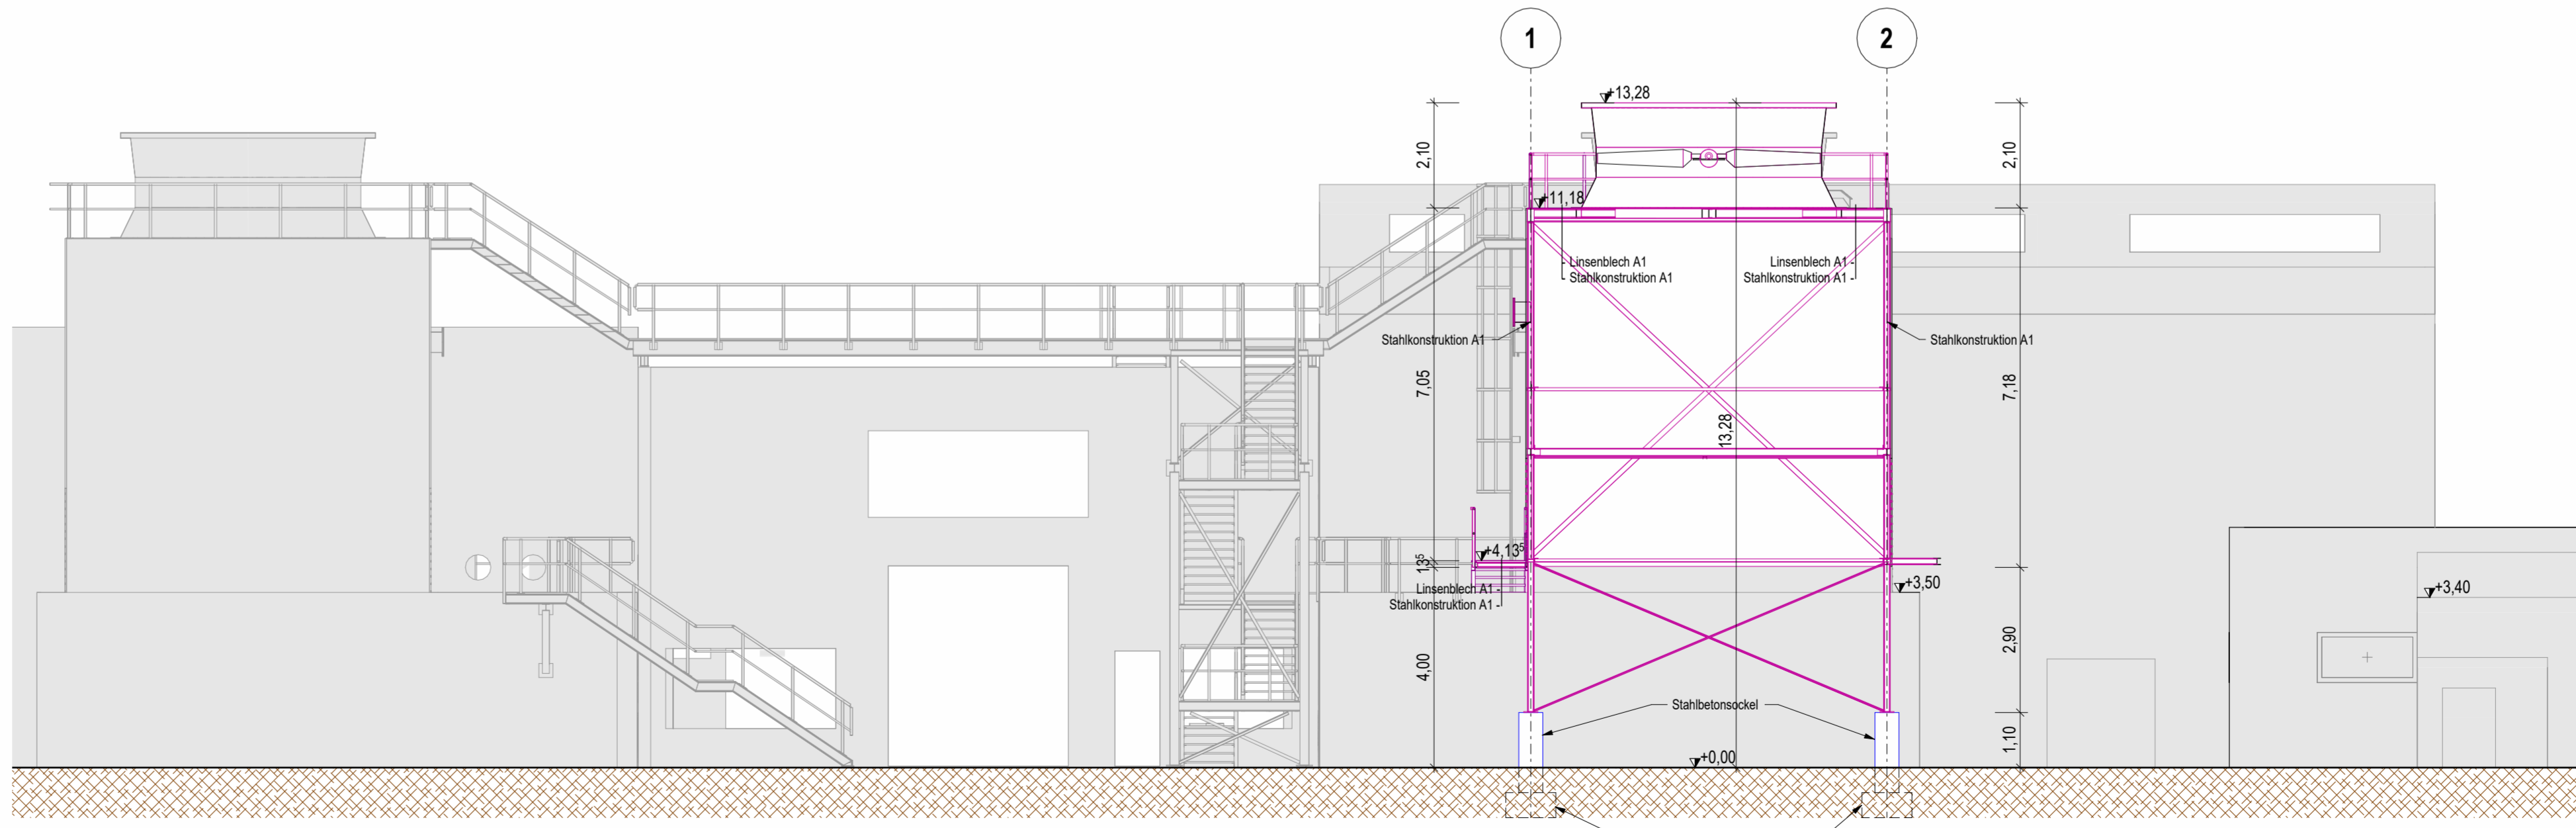 1
2
+13,28
2,10
2,10
+11,18
Linsenblech A1
Stahlkonstruktion A1
Linsenblech A1
Stahlkonstruktion A1
Stahlkonstruktion A1
Stahlkonstruktion A1
7,05
7,18
13,28
13⁵
+4,13⁵
Linsenblech A1
Stahlkonstruktion A1
+3,50
+3,40
4,00
2,90
Stahlbetonsockel
1,10
+0,00